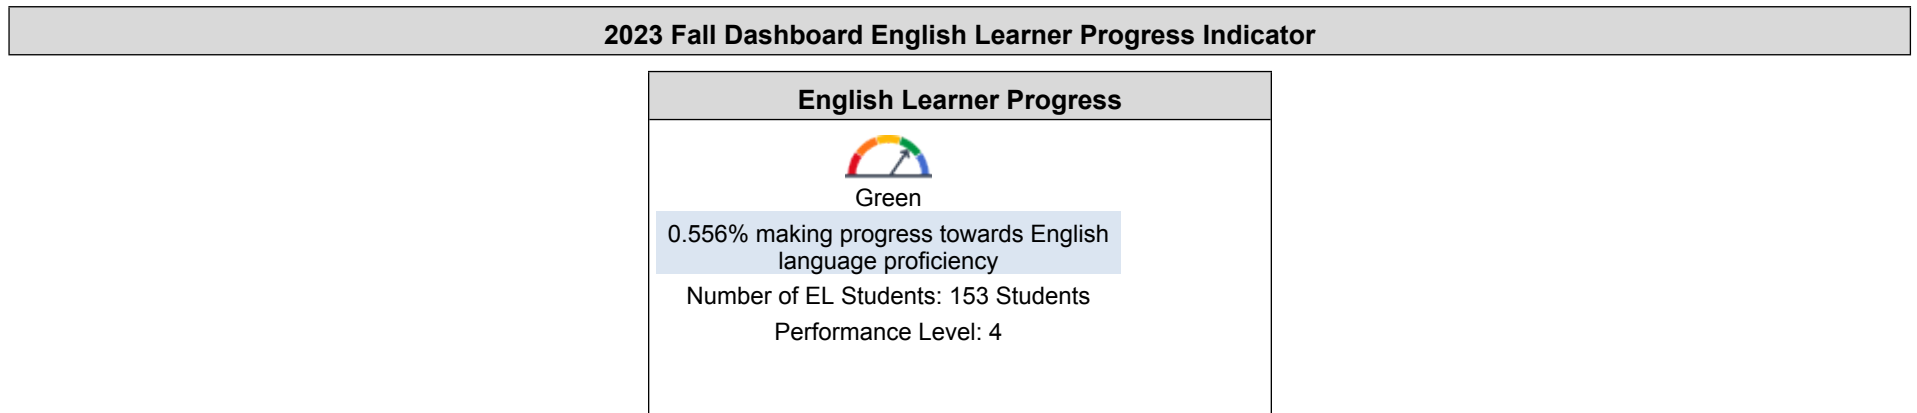 2023 Fall Dashboard English Learner Progress Indicator
English Learner Progress
Green
0.556% making progress towards English
language proficiency
Number of EL Students: 153 Students
Performance Level: 4